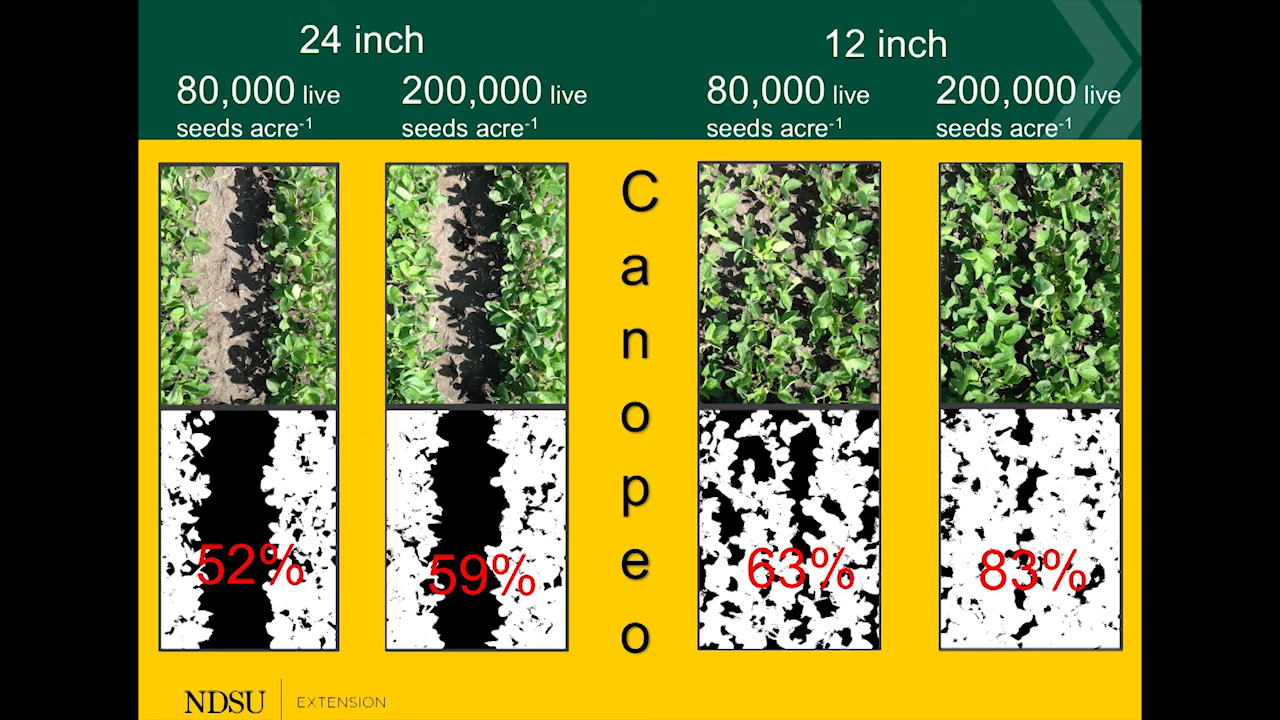 24 inch
12 inch
80,000 live
seeds acre-1
200,000 live
seeds acre-1
80,000 live
seeds acre-1
200,000 live
seeds acre-1
Canopeo
52%
59%
63%
83%
NDSU EXTENSION